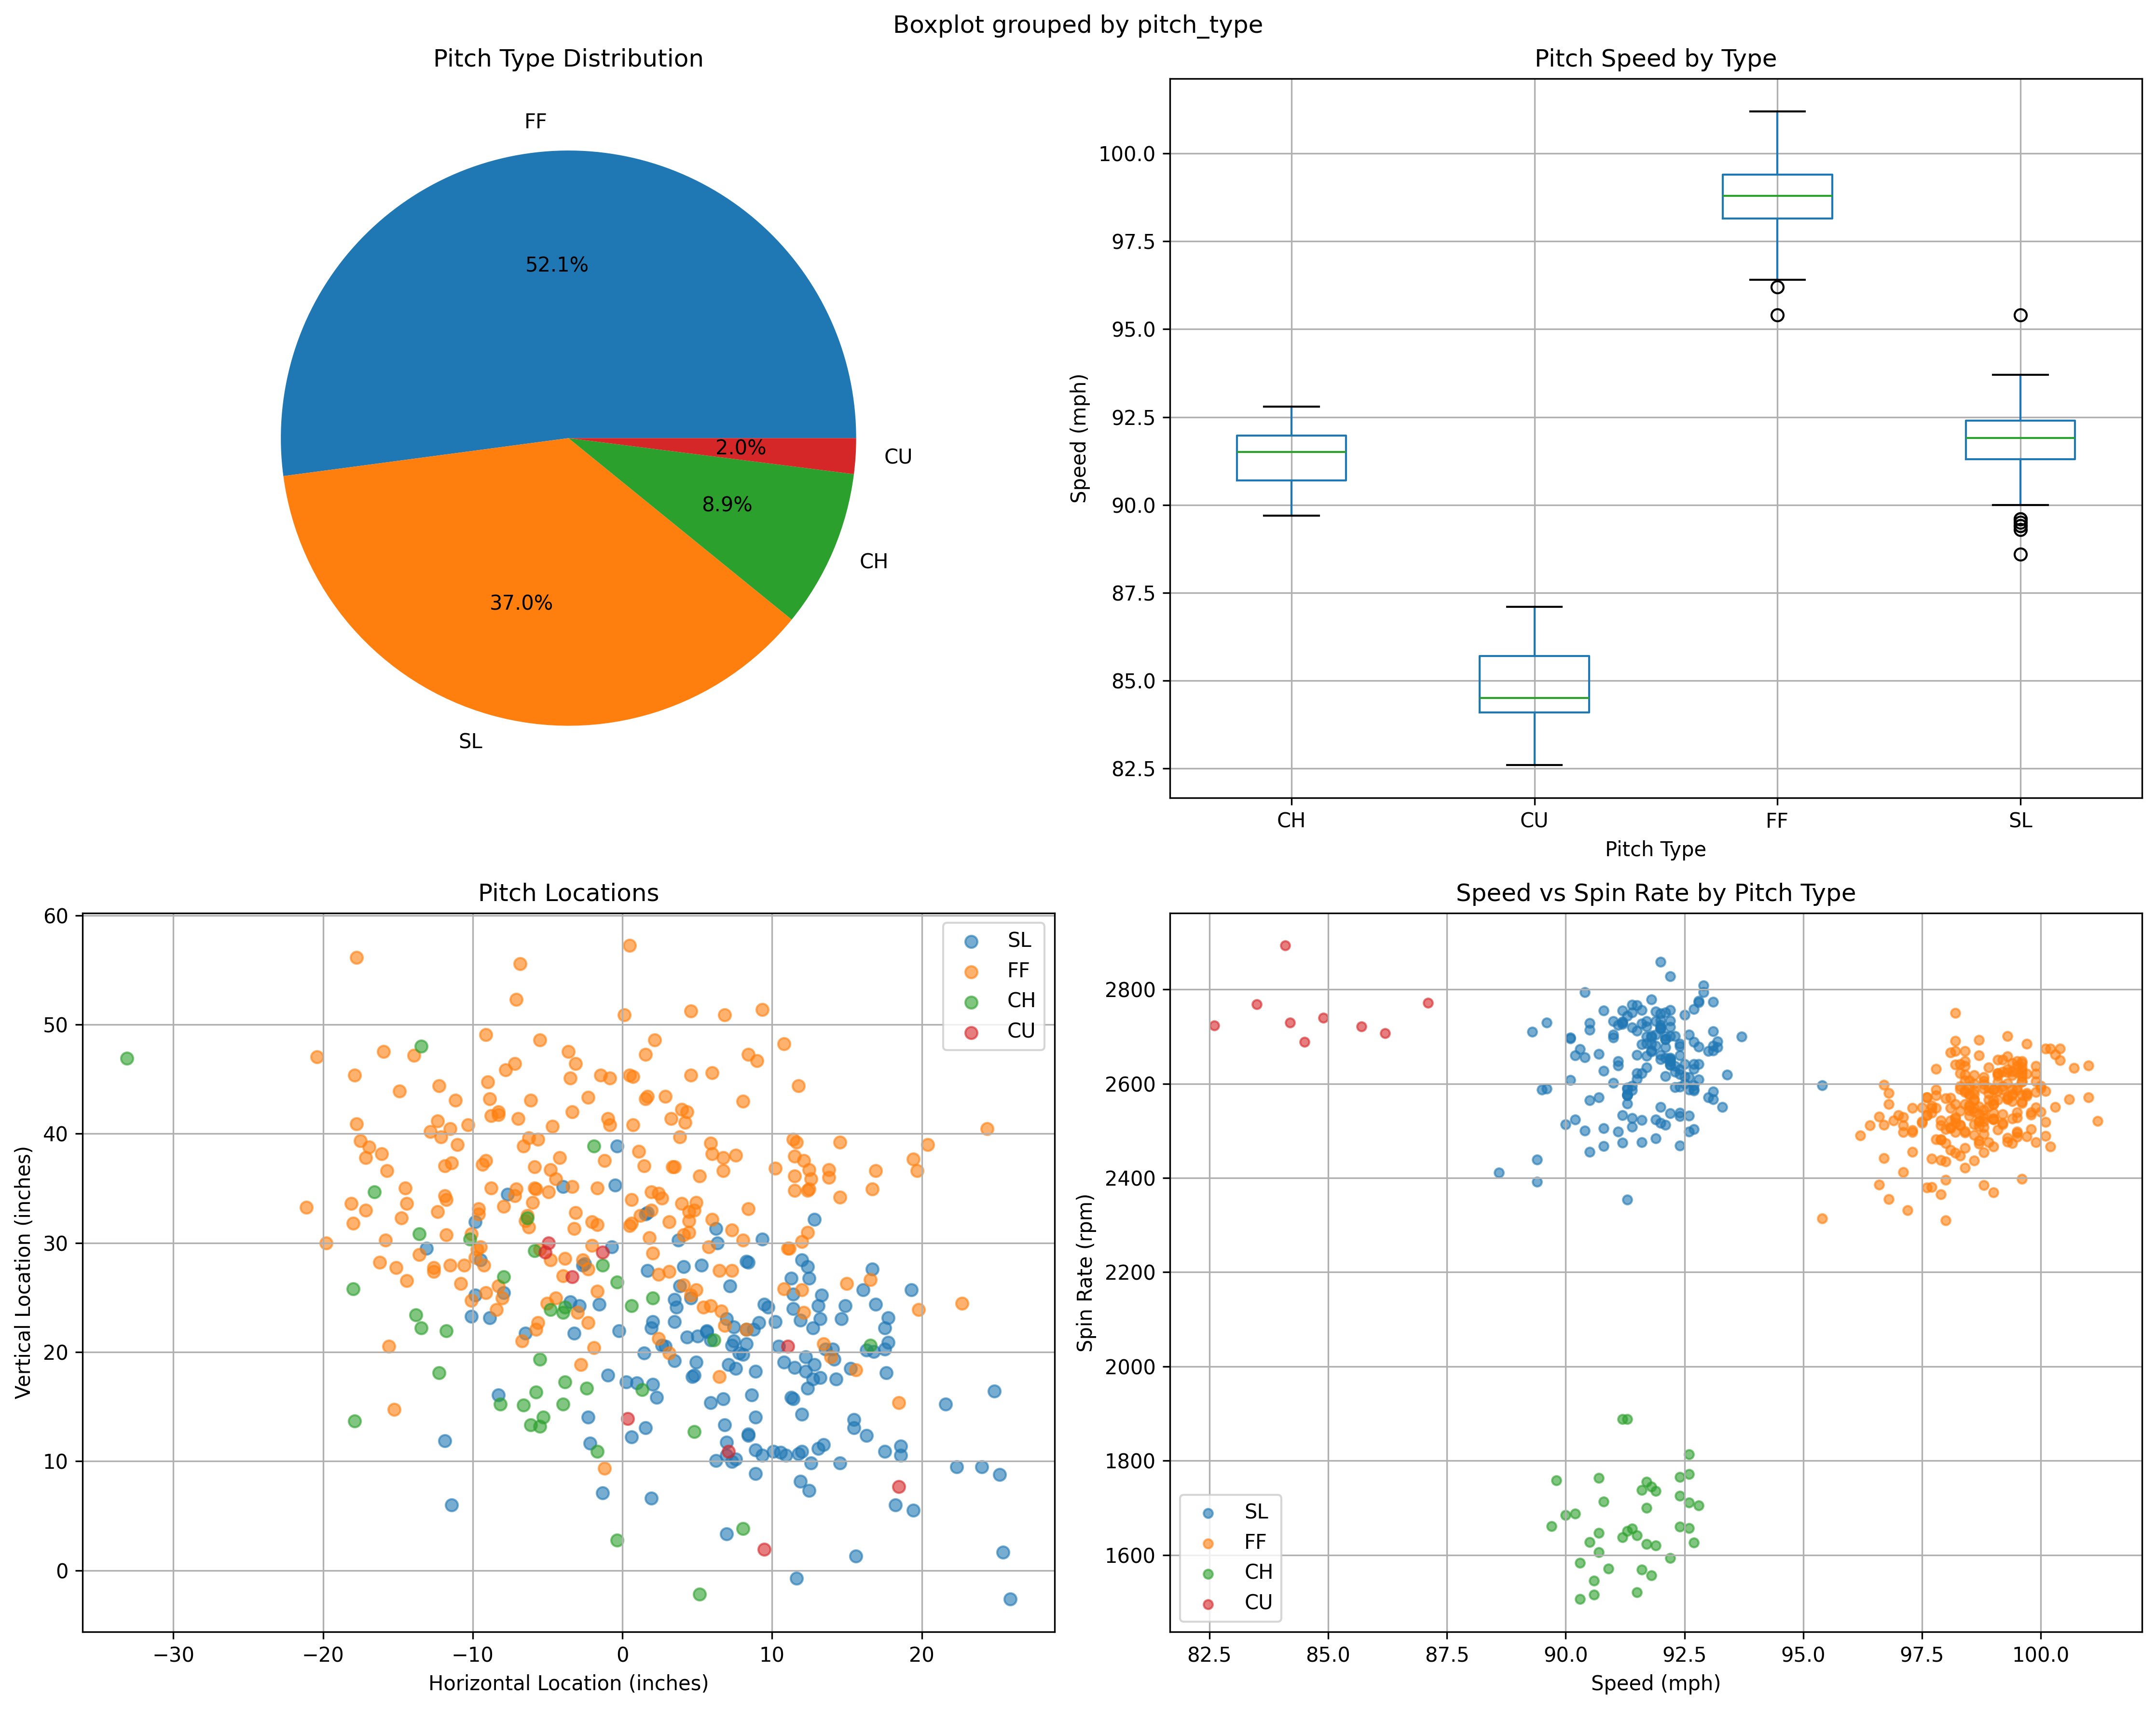 Boxplot grouped by pitch_type
Pitch Type Distribution
FF
52.1%
2.0%
CU
8.9%
CH
37.0%
SL
Pitch Speed by Type
Speed (mph)
100.0
97.5
95.0
92.5
90.0
87.5
85.0
82.5
CH CU FF SL
Pitch Type
Pitch Locations
Vertical Location (inches)
60
50
40
30
20
10
0
SL
FF
CH
CU
−30 −20 −10 0 10 20
Horizontal Location (inches)
Speed vs Spin Rate by Pitch Type
Spin Rate (rpm)
2800
2600
2400
2200
2000
1800
1600
SL
FF
CH
CU
82.5 85.0 87.5 90.0 92.5 95.0 97.5 100.0
Speed (mph)